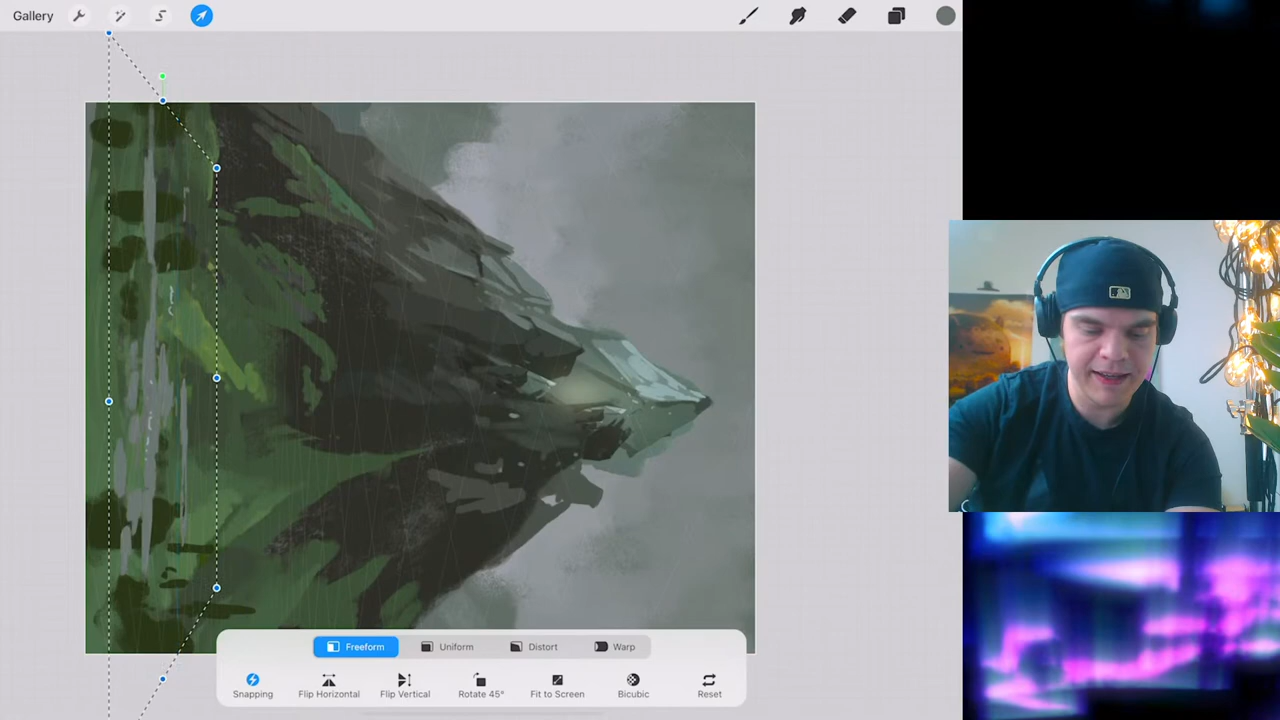 Gallery
Freeform Uniform Distort Warp
Snapping Flip Horizontal Flip Vertical Rotate 45° Fit to Screen Bicubic Reset